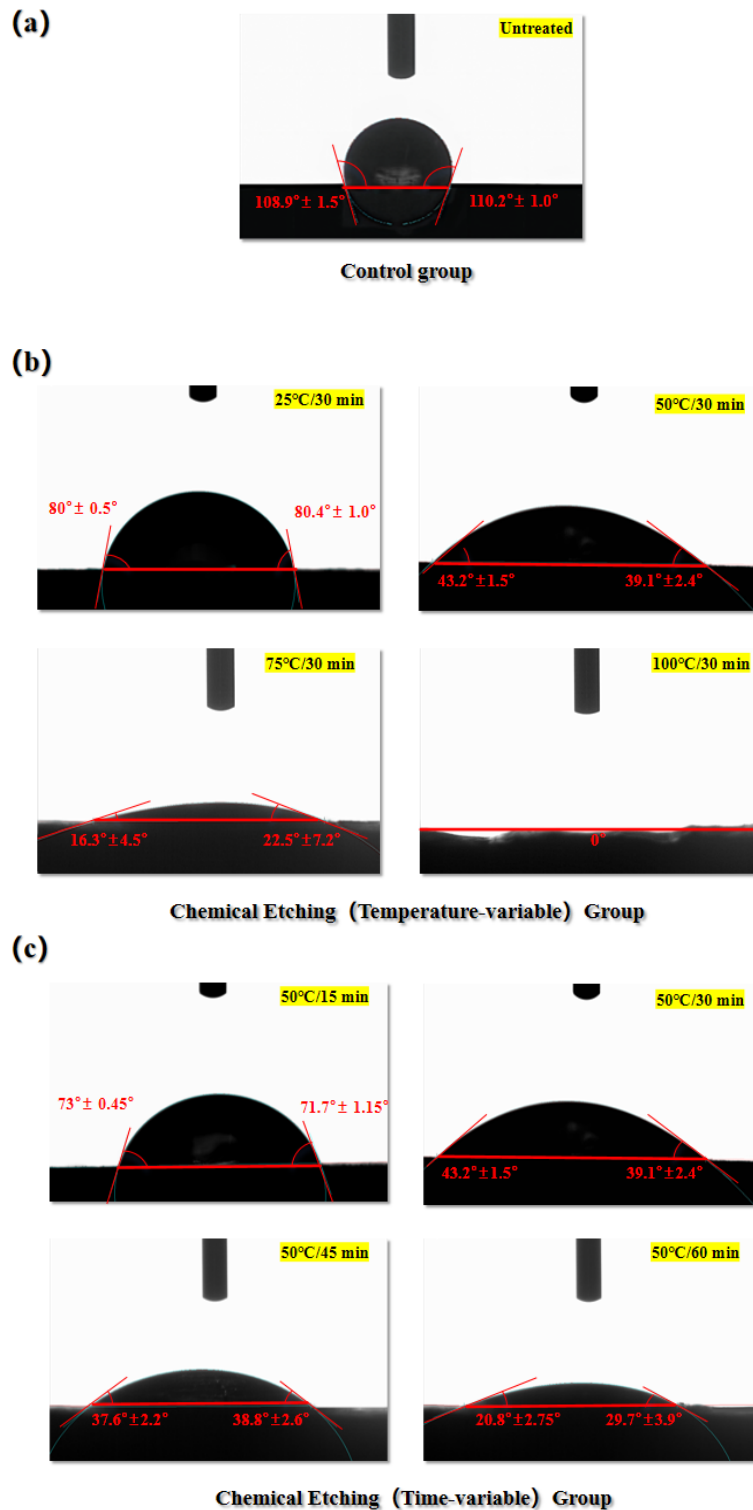 (a)
Untreated
108.9°± 1.5°
110.2°± 1.0°
Control group
(b)
25℃/30 min
80°± 0.5°
80.4°± 1.0°
50℃/30 min
43.2°±1.5°
39.1°±2.4°
75℃/30 min
16.3°±4.5°
22.5°±7.2°
100℃/30 min
0°
Chemical Etching（Temperature-variable）Group
(c)
50℃/15 min
73°± 0.45°
71.7°± 1.15°
50℃/30 min
43.2°±1.5°
39.1°±2.4°
50℃/45 min
37.6°±2.2°
38.8°±2.6°
50℃/60 min
20.8°±2.75°
29.7°±3.9°
Chemical Etching（Time-variable）Group